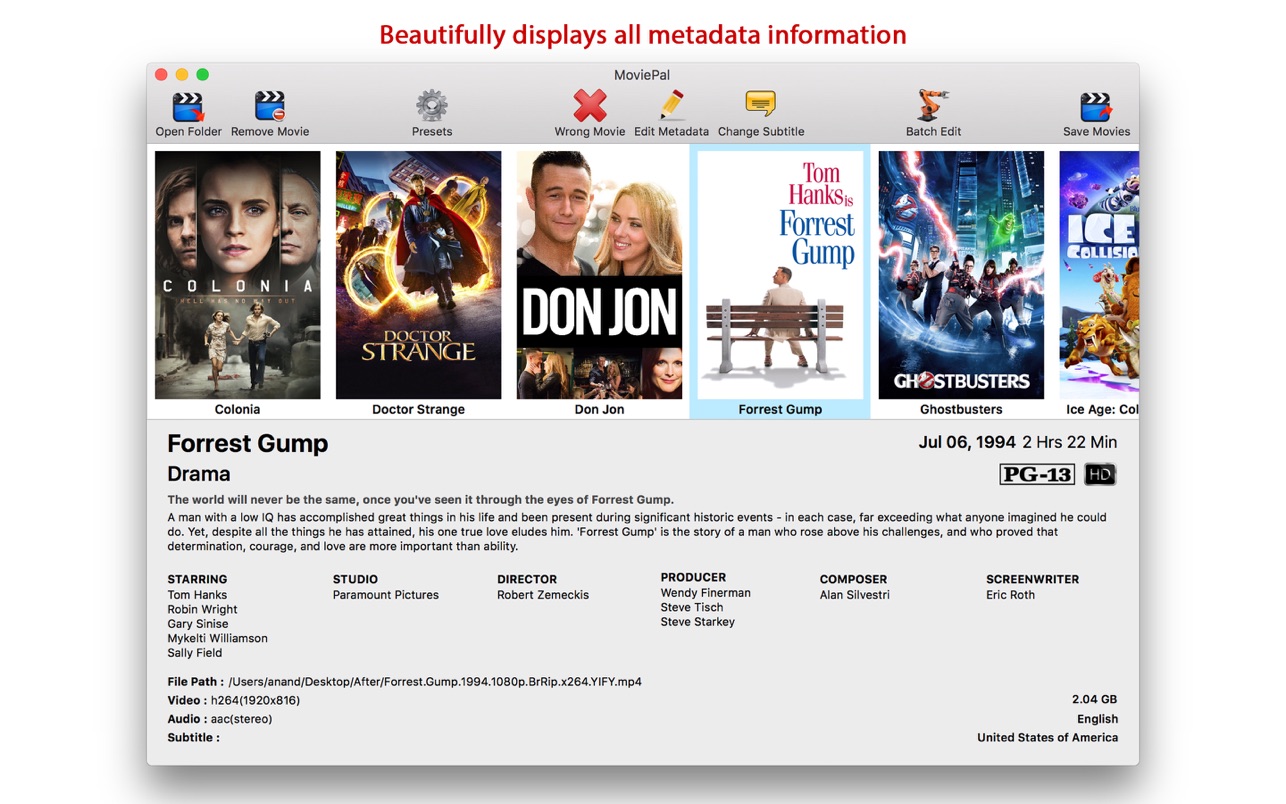 Beautifully displays all metadata information
MoviePal
Open Folder Remove Movie Presets Wrong Movie Edit Metadata Change Subtitle Batch Edit Save Movies
COLONIA
HELL HAS NO WAY OUT
DOCTOR
STRANGE
DON JON
Tom
Hanks is
Forrest
Gump
GHOSTBUSTERS
ICE
COLLISIO
Colonia Doctor Strange Don Jon Forrest Gump Ghostbusters Ice Age: Col
Forrest Gump Jul 06, 1994 2 Hrs 22 Min
Drama PG-13 HD
The world will never be the same, once you've seen it through the eyes of Forrest Gump.
A man with a low IQ has accomplished great things in his life and been present during significant historic events - in each case, far exceeding what anyone imagined he could
do. Yet, despite all the things he has attained, his one true love eludes him. 'Forrest Gump' is the story of a man who rose above his challenges, and who proved that
determination, courage, and love are more important than ability.
STARRING
Tom Hanks
Robin Wright
Gary Sinise
Mykelti Williamson
Sally Field
STUDIO
Paramount Pictures
DIRECTOR
Robert Zemeckis
PRODUCER
Wendy Finerman
Steve Tisch
Steve Starkey
COMPOSER
Alan Silvestri
SCREENWRITER
Eric Roth
File Path : /Users/anand/Desktop/After/Forrest.Gump.1994.1080p.BrRip.x264.YIFY.mp4
Video : h264(1920x816) 2.04 GB
Audio : aac(stereo) English
Subtitle : United States of America